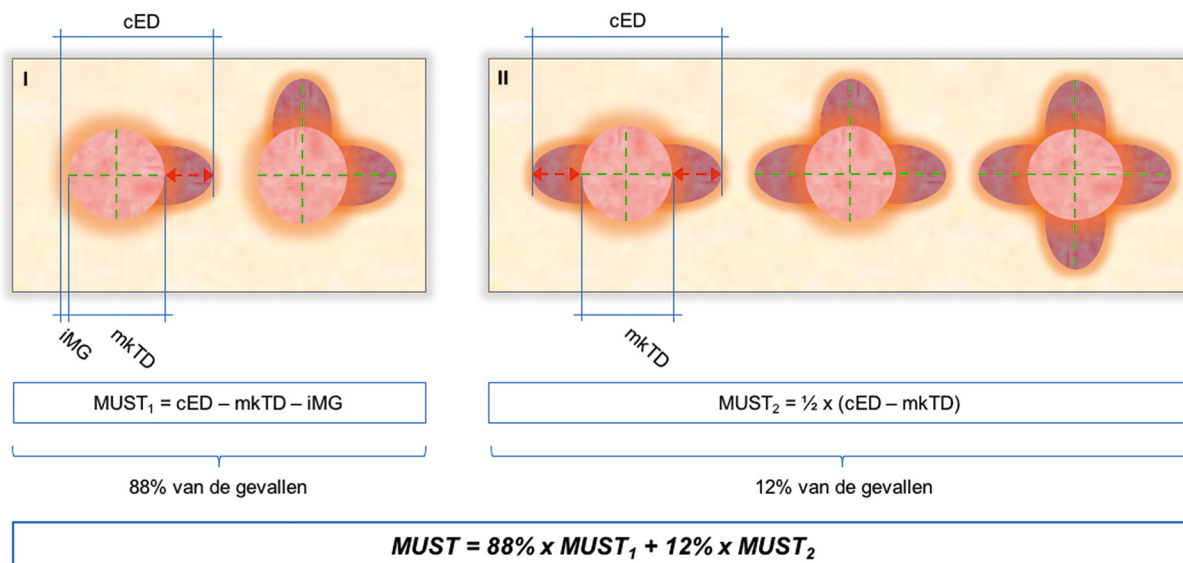 cED
cED
I
II
iMG
mkTD
mkTD
MUST₁ = cED – mkTD – iMG
MUST₂ = ½ x (cED – mkTD)
88% van de gevallen
12% van de gevallen
MUST = 88% x MUST₁ + 12% x MUST₂